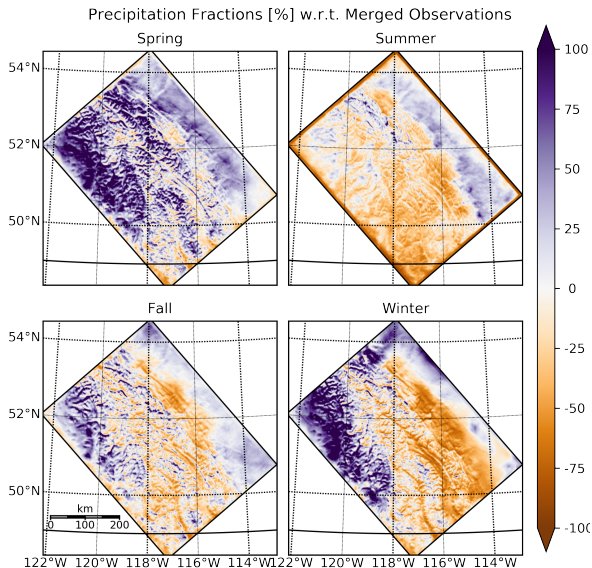 Precipitation Fractions [%] w.r.t. Merged Observations
Spring
Summer
54°N
52°N
50°N
Fall
Winter
54°N
52°N
50°N
km
0 100 200
122°W 120°W 118°W 116°W 114°W
122°W 120°W 118°W 116°W 114°W
100
75
50
25
0
-25
-50
-75
-100